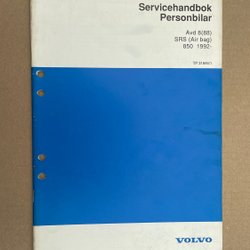 Servicehandbok
Personbilar
Avd 8(88)
SRS (Air bag)
850 1992-
VOLVO